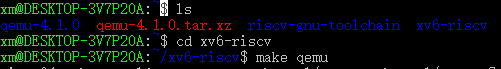 xm@DESKTOP-3V7P20A: $ ls
qemu-4.1.0 qemu-4.1.0.tar.xz riscv-gnu-toolchain xv6-riscv
xm@DESKTOP-3V7P20A: $ cd xv6-riscv
xm@DESKTOP-3V7P20A: /xv6-riscv$ make qemu